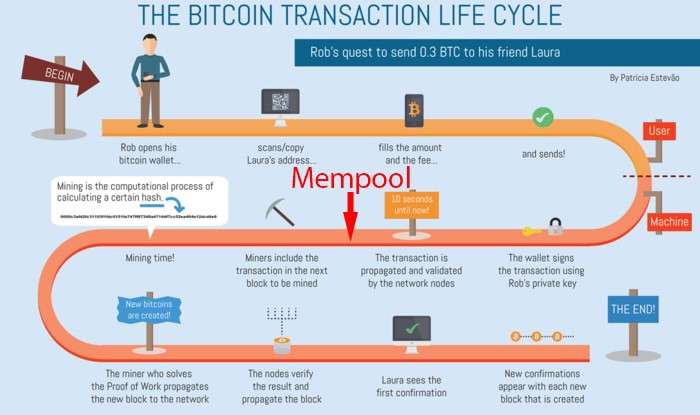 THE BITCOIN TRANSACTION LIFE CYCLE
Rob's quest to send 0.3 BTC to his friend Laura
By Patricia Estevão
BEGIN
Rob opens his
bitcoin wallet...
scans/copy
Laura's address...
fills the amount
and the fee...
and sends!
User
Machine
Mempool
10 seconds
until now!
Mining is the computational process of
calculating a certain hash.
Mining time!
Miners include the
transaction in the next
block to be mined
The transaction is
propagated and validated
by the network nodes
The wallet signs
the transaction using
Rob's private key
New bitcoins
are created!
THE END!
The miner who solves
the Proof of Work propagates
the new block to the network
The nodes verify
the result and
propagate the block
Laura sees the
first confirmation
New confirmations
appear with each new
block that is created